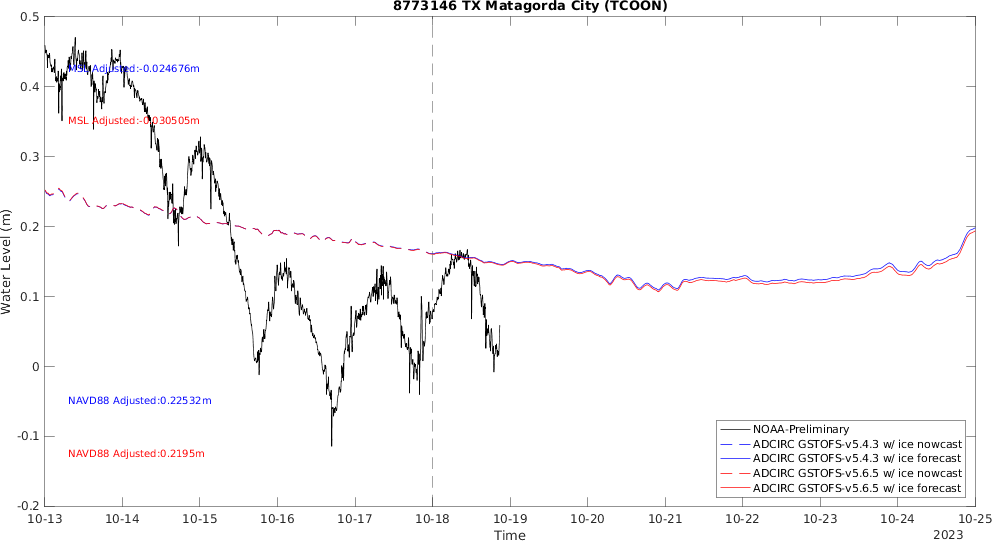 8773146 TX Matagorda City (TCOON)
Water Level (m)
0.5
0.4
0.3
0.2
0.1
0
-0.1
-0.2
MSL Adjusted:-0.024676m
MSL Adjusted:-0.030505m
NAVD88 Adjusted:0.22532m
NAVD88 Adjusted:0.2195m
NOAA-Preliminary
ADCIRC GSTOFS-v5.4.3 w/ ice nowcast
ADCIRC GSTOFS-v5.4.3 w/ ice forecast
ADCIRC GSTOFS-v5.6.5 w/ ice nowcast
ADCIRC GSTOFS-v5.6.5 w/ ice forecast
10-13 10-14 10-15 10-16 10-17 10-18 10-19 10-20 10-21 10-22 10-23 10-24 10-25
Time
2023